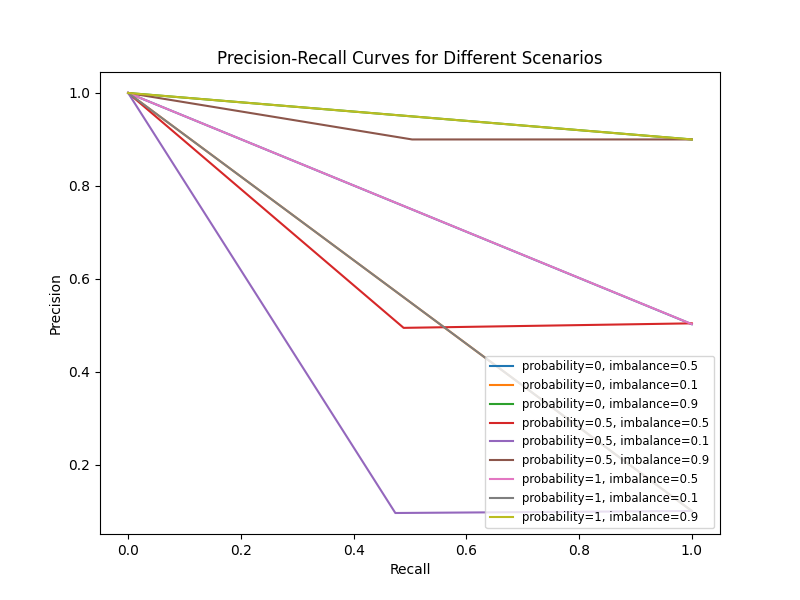 Precision-Recall Curves for Different Scenarios
1.0
0.8
0.6
0.4
0.2
Precision
0.0
0.2
0.4
0.6
0.8
1.0
Recall
probability=0, imbalance=0.5
probability=0, imbalance=0.1
probability=0, imbalance=0.9
probability=0.5, imbalance=0.5
probability=0.5, imbalance=0.1
probability=0.5, imbalance=0.9
probability=1, imbalance=0.5
probability=1, imbalance=0.1
probability=1, imbalance=0.9